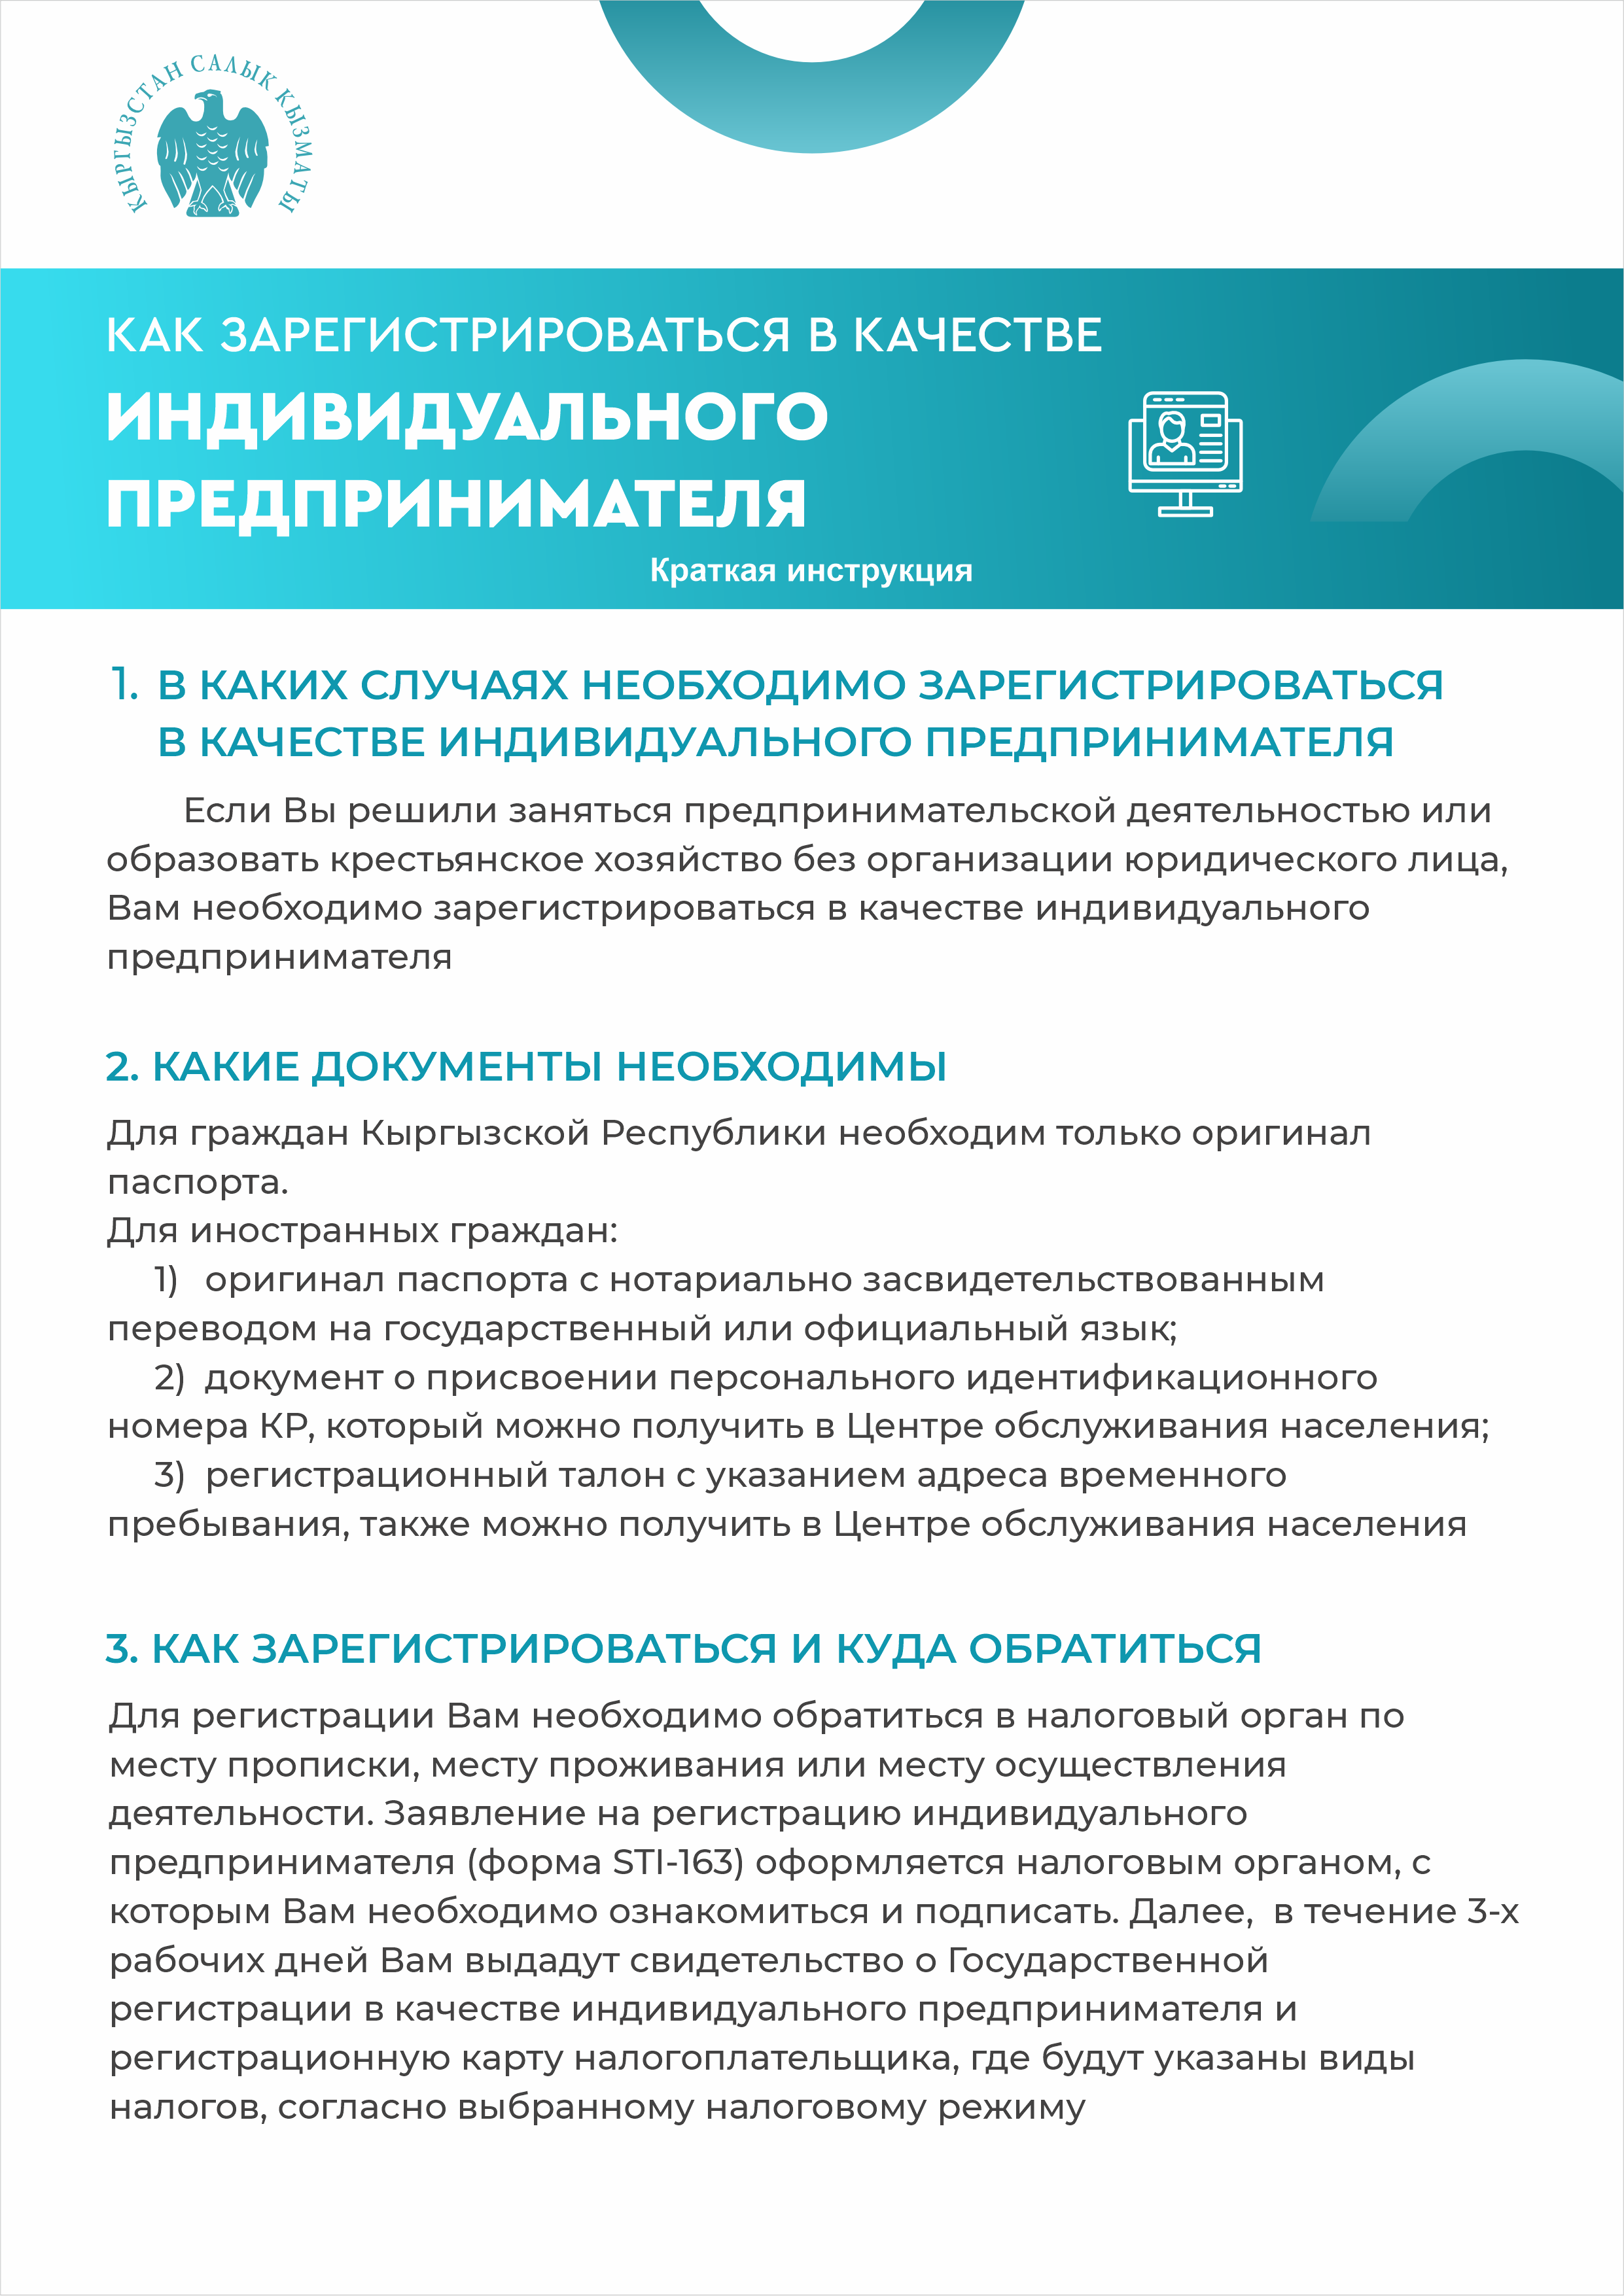 КЫРГЫЗСТАН САЛЫК КЫЗМАТЫ
КАК ЗАРЕГИСТРИРОВАТЬСЯ В КАЧЕСТВЕ
ИНДИВИДУАЛЬНОГО
ПРЕДПРИНИМАТЕЛЯ
Краткая инструкция
1. В КАКИХ СЛУЧАЯХ НЕОБХОДИМО ЗАРЕГИСТРИРОВАТЬСЯ
В КАЧЕСТВЕ ИНДИВИДУАЛЬНОГО ПРЕДПРИНИМАТЕЛЯ
Если Вы решили заняться предпринимательской деятельностью или
образовать крестьянское хозяйство без организации юридического лица,
Вам необходимо зарегистрироваться в качестве индивидуального
предпринимателя
2. КАКИЕ ДОКУМЕНТЫ НЕОБХОДИМЫ
Для граждан Кыргызской Республики необходим только оригинал
паспорта.
Для иностранных граждан:
1) оригинал паспорта с нотариально засвидетельствованным
переводом на государственный или официальный язык;
2) документ о присвоении персонального идентификационного
номера КР, который можно получить в Центре обслуживания населения;
3) регистрационный талон с указанием адреса временного
пребывания, также можно получить в Центре обслуживания населения
3. КАК ЗАРЕГИСТРИРОВАТЬСЯ И КУДА ОБРАТИТЬСЯ
Для регистрации Вам необходимо обратиться в налоговый орган по
месту прописки, месту проживания или месту осуществления
деятельности. Заявление на регистрацию индивидуального
предпринимателя (форма STI-163) оформляется налоговым органом, с
которым Вам необходимо ознакомиться и подписать. Далее, в течение 3-х
рабочих дней Вам выдадут свидетельство о Государственной
регистрации в качестве индивидуального предпринимателя и
регистрационную карту налогоплательщика, где будут указаны виды
налогов, согласно выбранному налоговому режиму